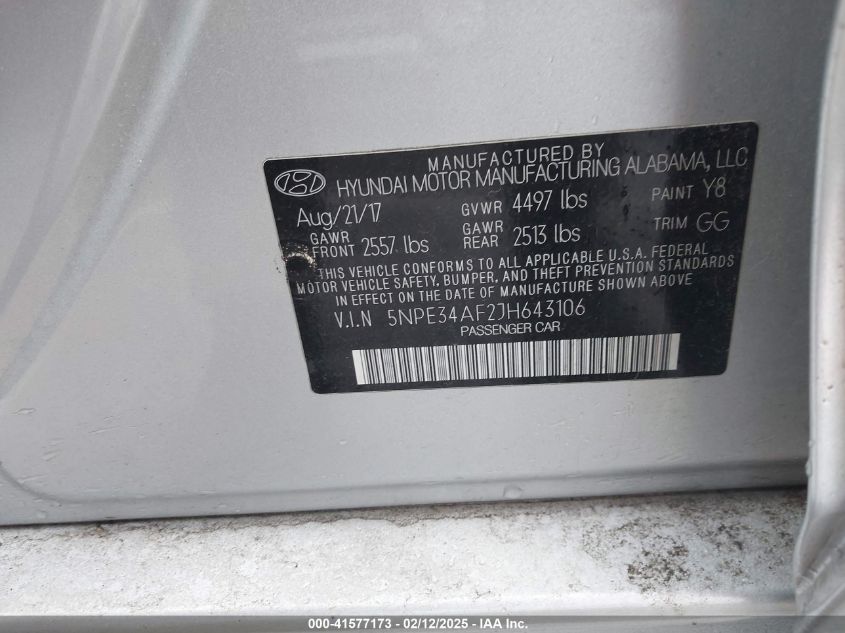 MANUFACTURED BY
HYUNDAI MOTOR MANUFACTURING ALABAMA, LLC
Aug/21/17 GVWR 4497 lbs PAINT Y8
GAWR FRONT 2557 lbs GAWR REAR 2513 lbs TRIM GG
THIS VEHICLE CONFORMS TO ALL APPLICABLE U.S.A. FEDERAL
MOTOR VEHICLE SAFETY, BUMPER, AND THEFT PREVENTION STANDARDS
IN EFFECT ON THE DATE OF MANUFACTURE SHOWN ABOVE
V.I.N 5NPE34AF2JH643106
PASSENGER CAR
000-41577173 - 02/12/2025 - IAA Inc.